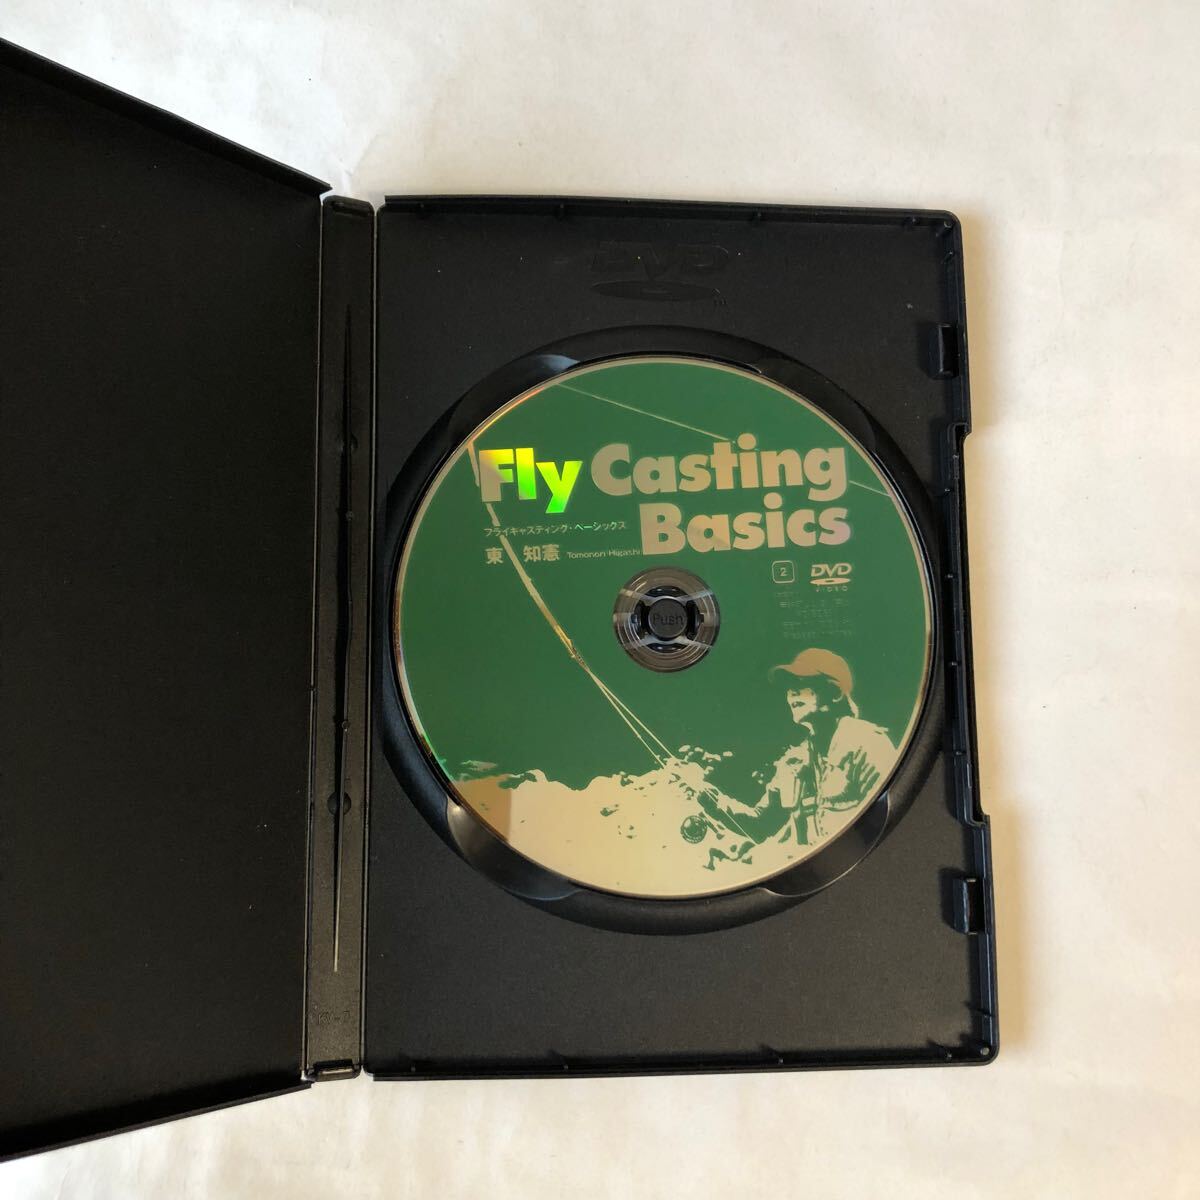 DVD
Fly Casting
Basics
フライキャスティング・ベーシックス
東 知憲 Tomonori Higashi
2 DVD
VIDEO
Push